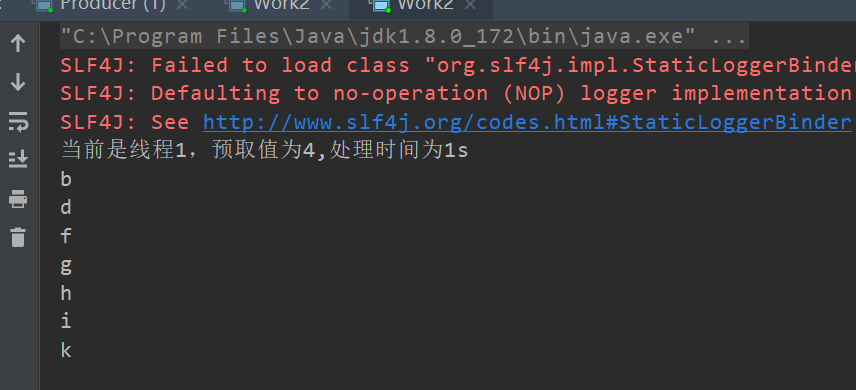 Producer (1) Work2 Work2
"C:\Program Files\Java\jdk1.8.0_172\bin\java.exe" ...
SLF4J: Failed to load class "org.slf4j.impl.StaticLoggerBinder
SLF4J: Defaulting to no-operation (NOP) logger implementation
SLF4J: See http://www.slf4j.org/codes.html#StaticLoggerBinder
当前是线程1，预取值为4,处理时间为1s
b
d
f
g
h
i
k